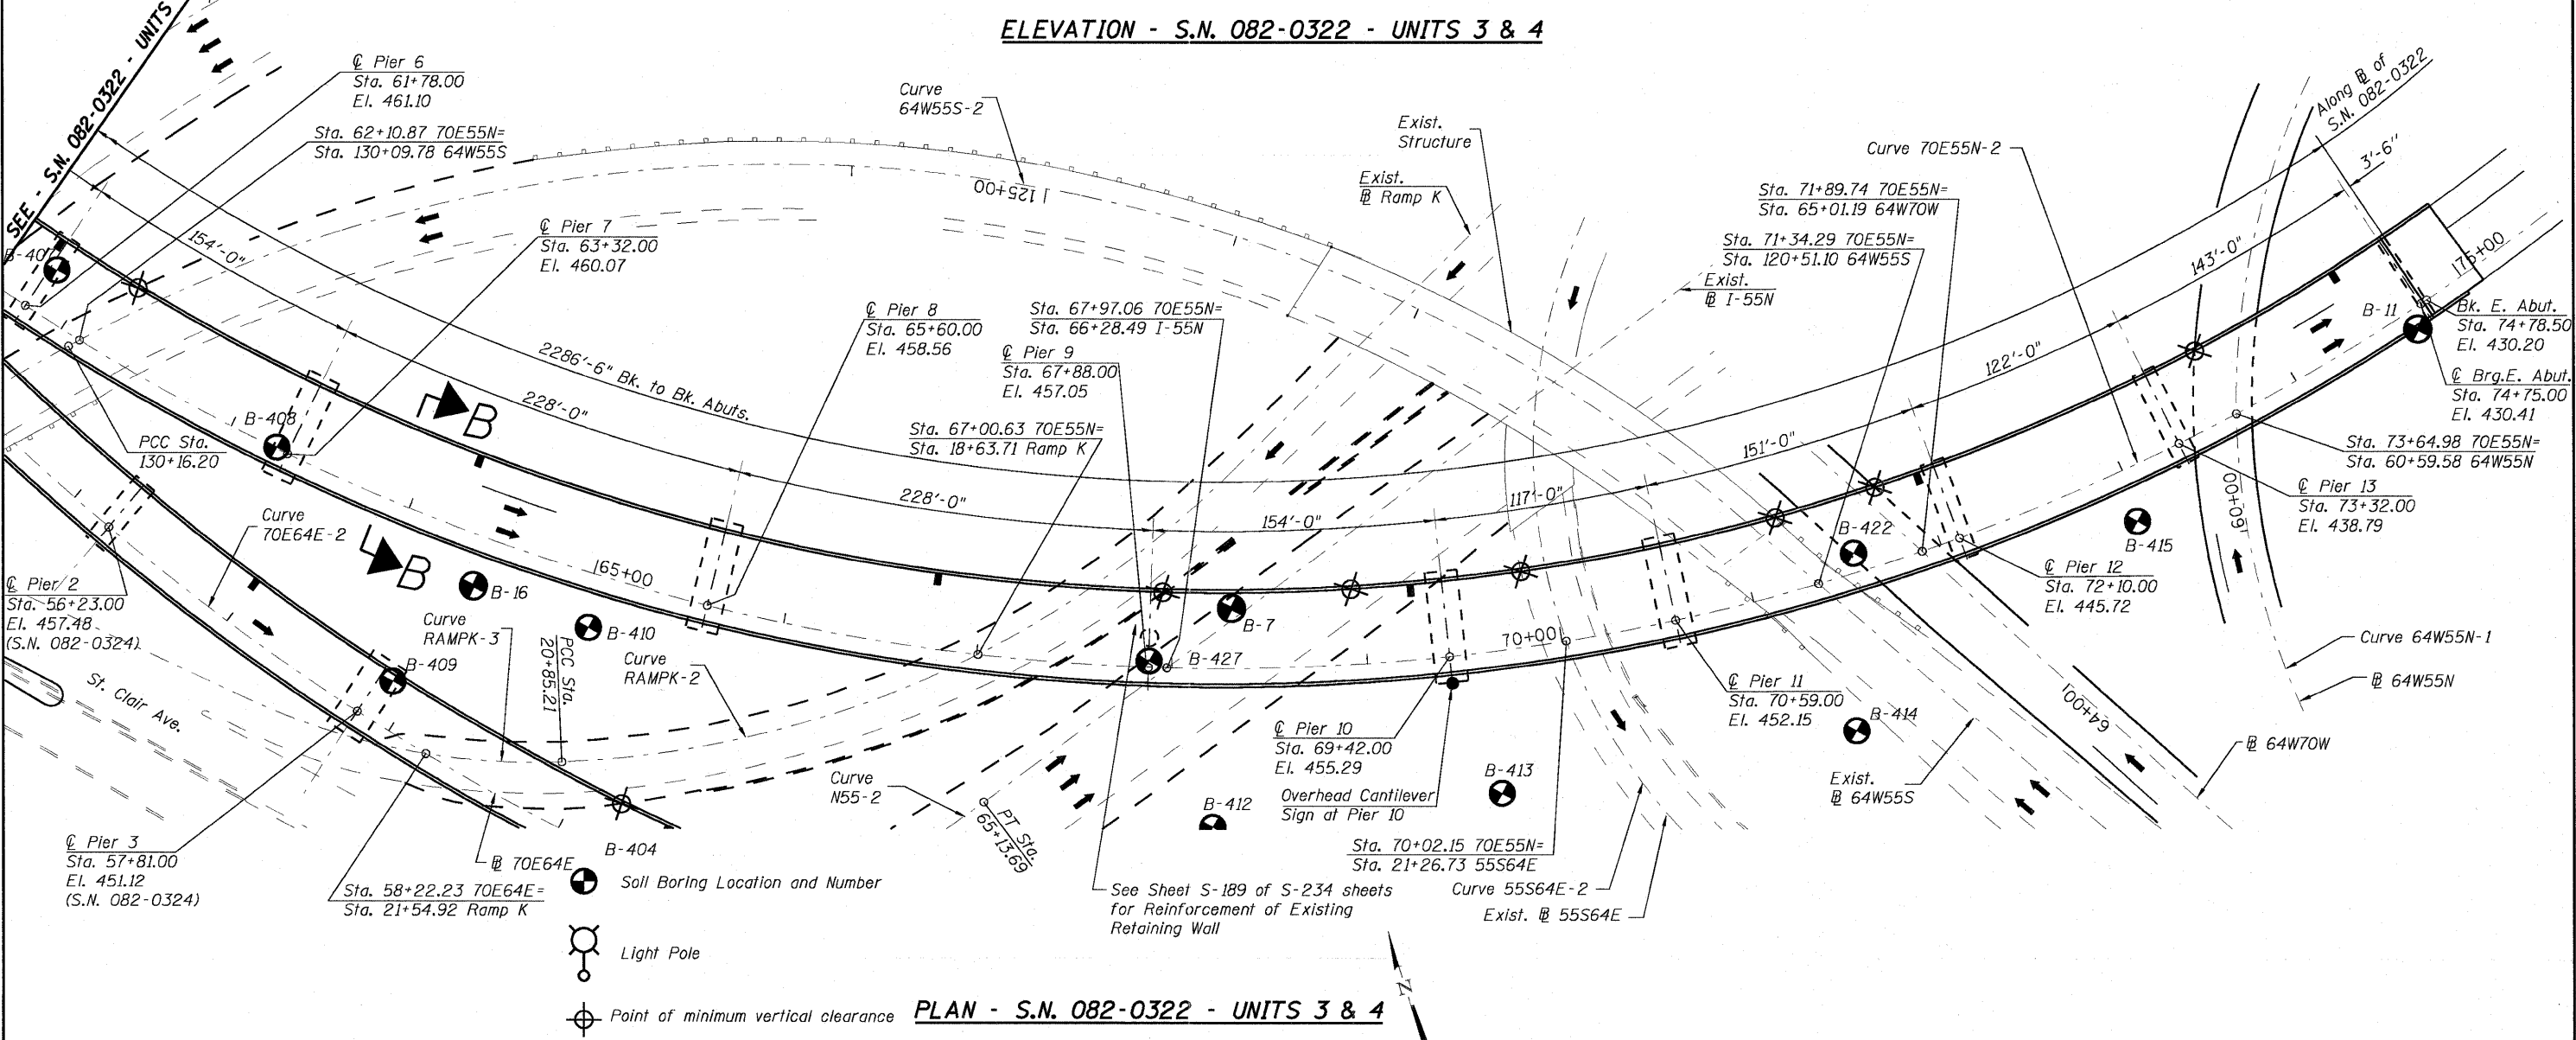 ELEVATION - S.N. 082-0322 - UNITS 3 & 4
SEE - S.N. 082-0322 - UNITS
℄ Pier 6
Sta. 61+78.00
El. 461.10
Sta. 62+10.87 70E55N=
Sta. 130+09.78 64W55S
B-407
154'-0"
℄ Pier 7
Sta. 63+32.00
El. 460.07
Curve
64W55S-2
125+00
Exist.
Structure
Exist.
℄ Ramp K
Curve 70E55N-2
Along ℄ of
S.N. 082-0322
3'-6"
Sta. 71+89.74 70E55N=
Sta. 65+01.19 64W70W
Sta. 71+34.29 70E55N=
Sta. 120+51.10 64W55S
Exist.
℄ I-55N
143'-0"
175+00
B-11
Bk. E. Abut.
Sta. 74+78.50
El. 430.20
℄ Brg.E. Abut.
Sta. 74+75.00
El. 430.41
℄ Pier 8
Sta. 65+60.00
El. 458.56
Sta. 67+97.06 70E55N=
Sta. 66+28.49 I-55N
℄ Pier 9
Sta. 67+88.00
El. 457.05
2286'-6" Bk. to Bk. Abuts.
122'-0"
228'-0"
B
B-408
PCC Sta.
130+16.20
Sta. 67+00.63 70E55N=
Sta. 18+63.71 Ramp K
151'-0"
Sta. 73+64.98 70E55N=
Sta. 60+59.58 64W55N
228'-0"
117'-0"
154'-0"
60+00
℄ Pier 13
Sta. 73+32.00
El. 438.79
Curve
70E64E-2
B
B-422
B-415
℄ Pier 2
Sta. 56+23.00
El. 457.48
(S.N. 082-0324)
165+00
B-16
℄ Pier 12
Sta. 72+10.00
El. 445.72
Curve
RAMPK-3
B-410
B-7
70+00
Curve 64W55N-1
PCC Sta.
20+85.21
Curve
RAMPK-2
B-427
B-409
℄ 64W55N
St. Clair Ave.
℄ Pier 11
Sta. 70+59.00
El. 452.15
64+00
B-414
℄ Pier 10
Sta. 69+42.00
El. 455.29
℄ 64W70W
Curve
N55-2
B-413
Exist.
℄ 64W55S
Overhead Cantilever
Sign at Pier 10
B-412
PT Sta.
65+13.69
℄ Pier 3
Sta. 57+81.00
El. 451.12
(S.N. 082-0324)
B-404
℄ 70E64E
Sta. 70+02.15 70E55N=
Sta. 21+26.73 55S64E
Sta. 58+22.23 70E64E=
Sta. 21+54.92 Ramp K
Soil Boring Location and Number
See Sheet S-189 of S-234 sheets
for Reinforcement of Existing
Retaining Wall
Curve 55S64E-2
Exist. ℄ 55S64E
Light Pole
N
Point of minimum vertical clearance
PLAN - S.N. 082-0322 - UNITS 3 & 4